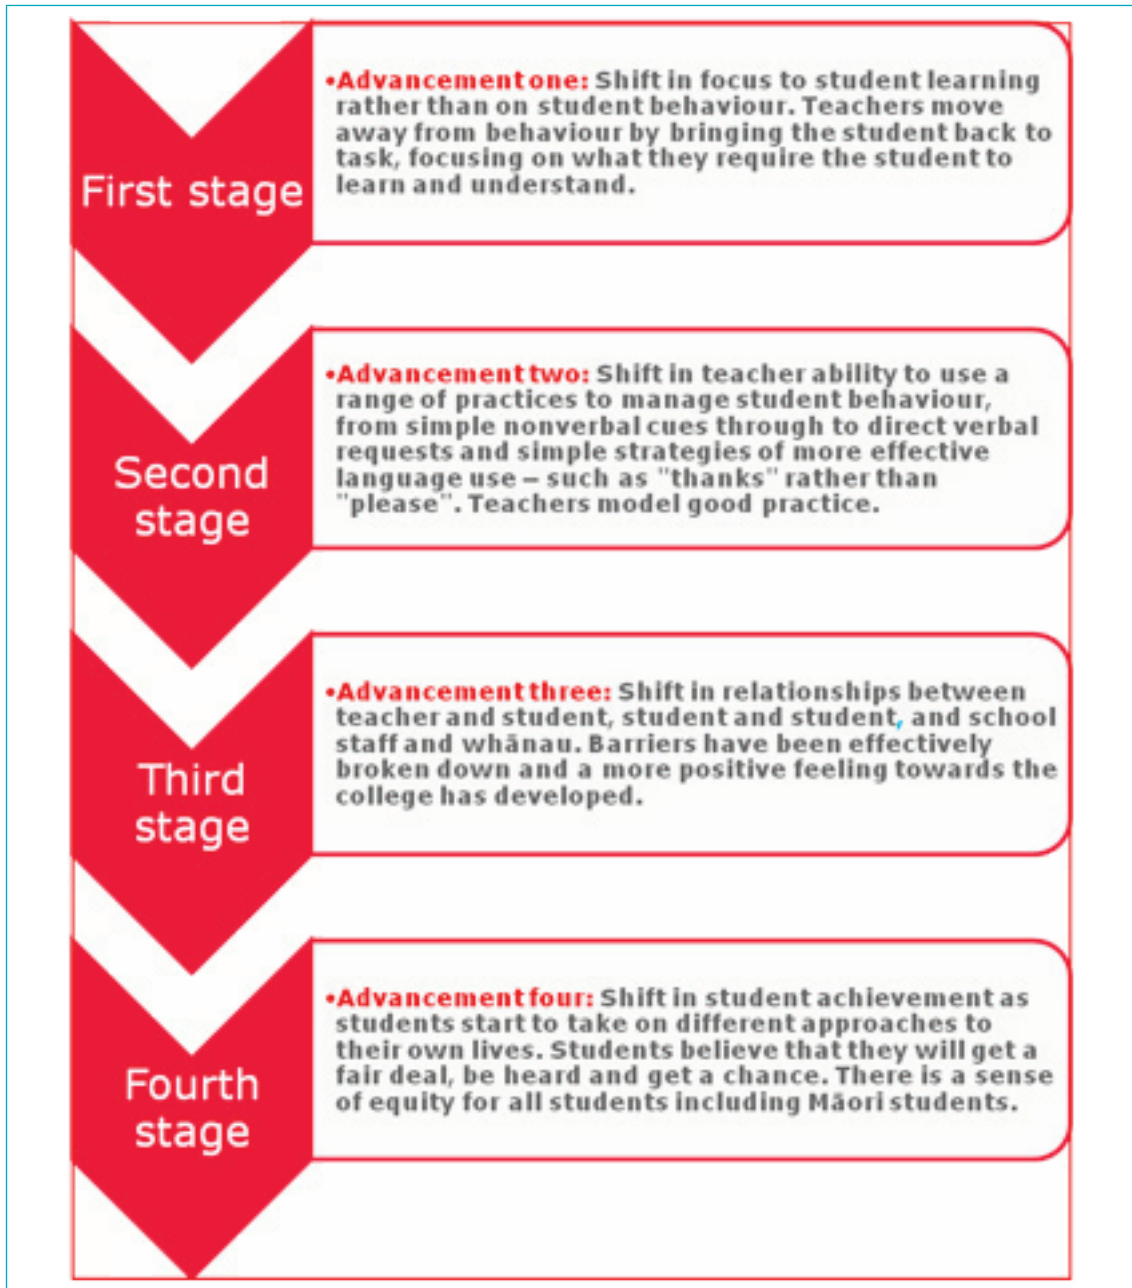 First stage
•Advancement one: Shift in focus to student learning
rather than on student behaviour. Teachers move
away from behaviour by bringing the student back to
task, focusing on what they require the student to
learn and understand.
Second
stage
•Advancement two: Shift in teacher ability to use a
range of practices to manage student behaviour,
from simple nonverbal cues through to direct verbal
requests and simple strategies of more effective
language use – such as "thanks" rather than
"please". Teachers model good practice.
Third
stage
•Advancement three: Shift in relationships between
teacher and student, student and student, and school
staff and whānau. Barriers have been effectively
broken down and a more positive feeling towards the
college has developed.
Fourth
stage
•Advancement four: Shift in student achievement as
students start to take on different approaches to
their own lives. Students believe that they will get a
fair deal, be heard and get a chance. There is a sense
of equity for all students including Māori students.